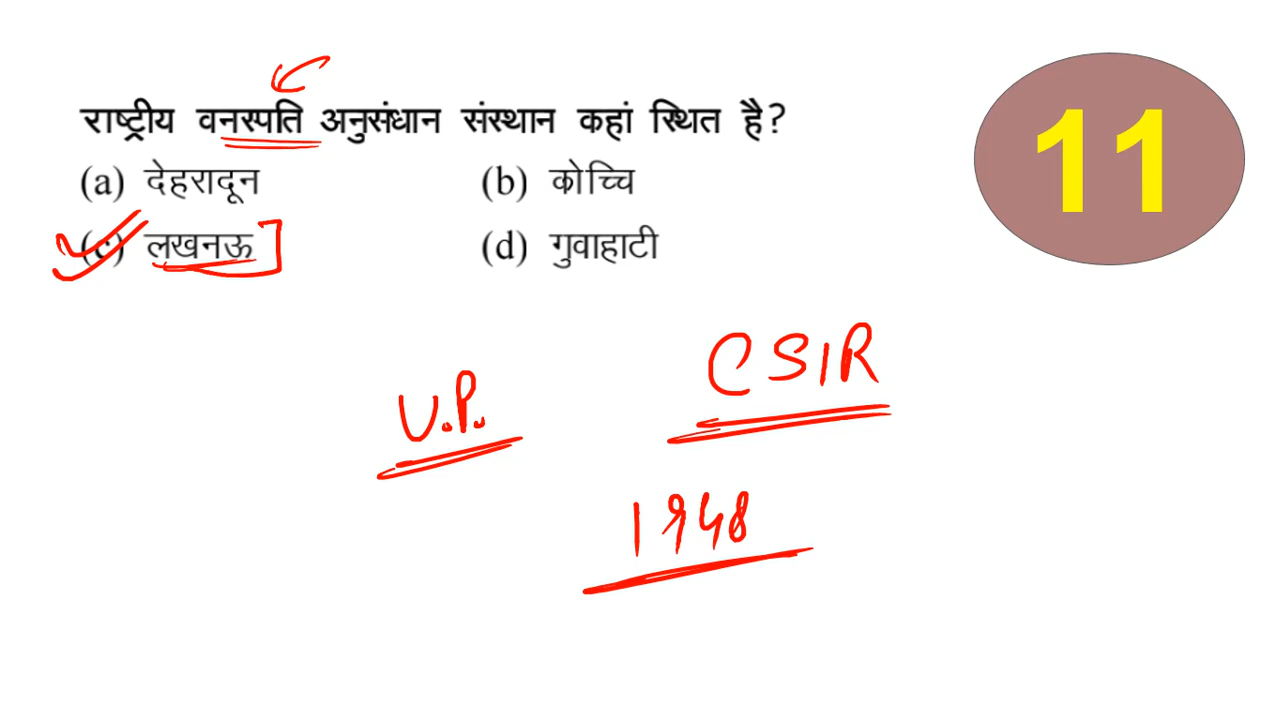 राष्ट्रीय वनस्पति अनुसंधान संस्थान कहां स्थित है?
11
(a) देहरादून (b) कोच्चि
(c) लखनऊ (d) गुवाहाटी
CSIR
U.P.
1948